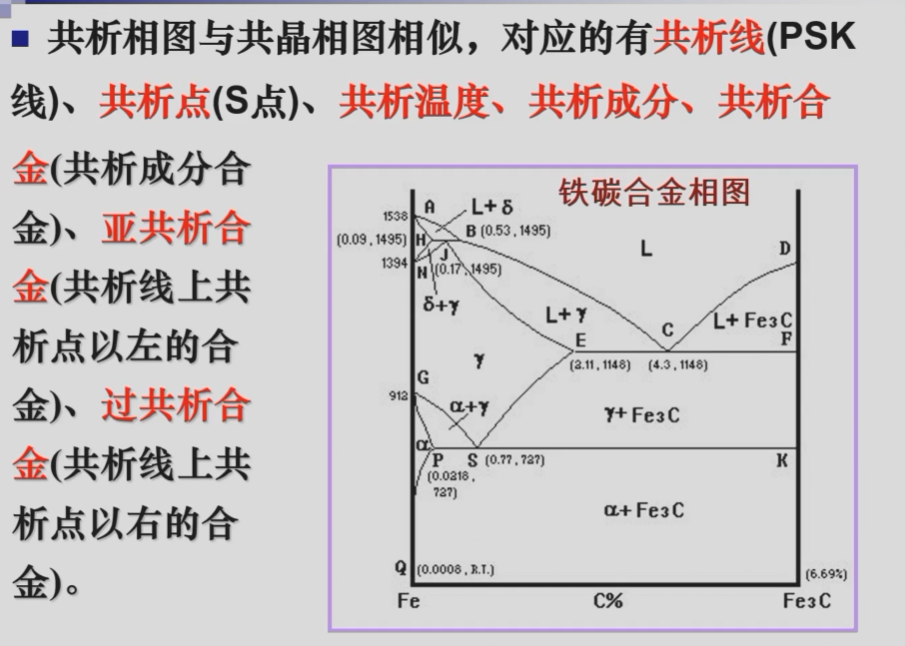 共析相图与共晶相图相似，对应的有共析线(PSK
线)、共析点(S点)、共析温度、共析成分、共析合
金(共析成分合
金)、亚共析合
金(共析线上共
析点以左的合
金)、过共析合
金(共析线上共
析点以右的合
金)。
铁碳合金相图
1538 A L+δ
B (0.53,1495)
(0.09,1495) H J L D
1394 N (0.17,1495)
δ+γ L+γ C L+Fe3C
E F
(2.11,1148) (4.3,1148)
γ
G
912 α+γ γ+Fe3C
α P S (0.77,727) K
(0.0218,
727)
α+Fe3C
Q (0.0008,R.T.) (6.69%)
Fe C% Fe3C